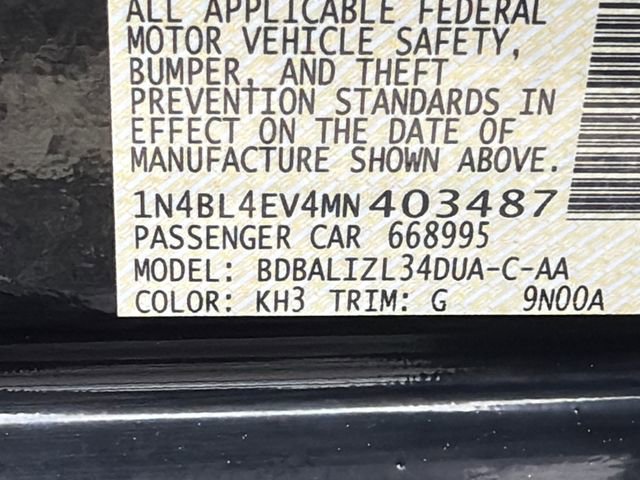 ALL APPLICABLE FEDERAL
MOTOR VEHICLE SAFETY,
BUMPER, AND THEFT
PREVENTION STANDARDS IN
EFFECT ON THE DATE OF
MANUFACTURE SHOWN ABOVE.
1N4BL4EV4MN403487
PASSENGER CAR 668995
MODEL: BDBALIZL34DUA-C-AA
COLOR: KH3 TRIM: G 9N00A